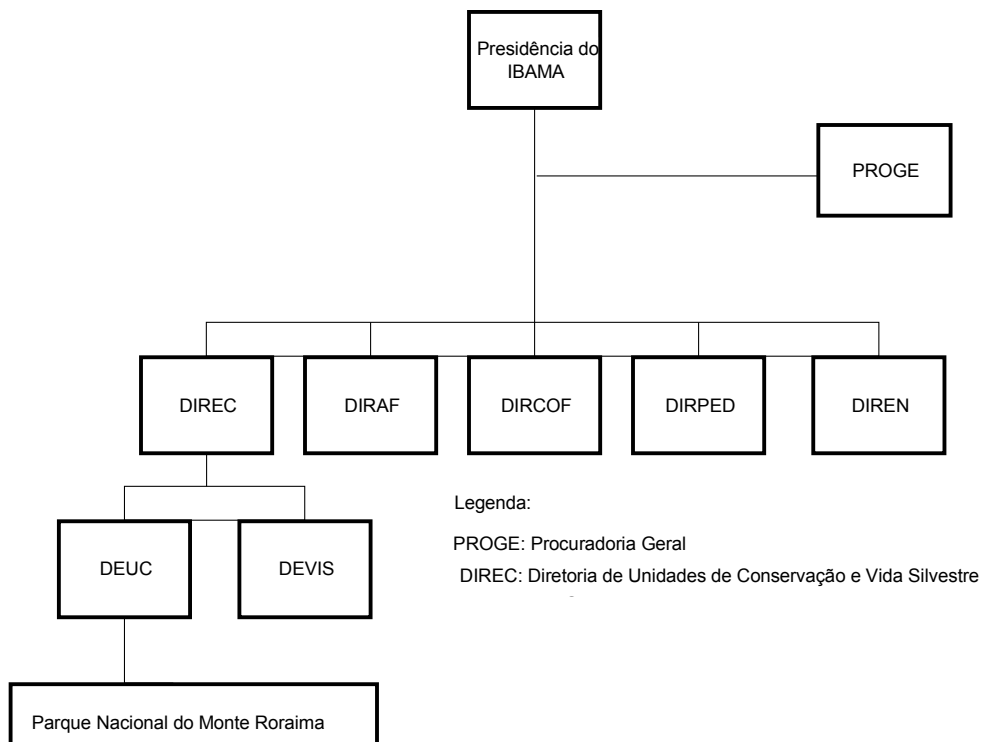 Presidência do
IBAMA
PROGE
DIREC
DIRAF
DIRCOF
DIRPED
DIREN
DEUC
DEVIS
Legenda:
PROGE: Procuradoria Geral
DIREC: Diretoria de Unidades de Conservação e Vida Silvestre
Parque Nacional do Monte Roraima